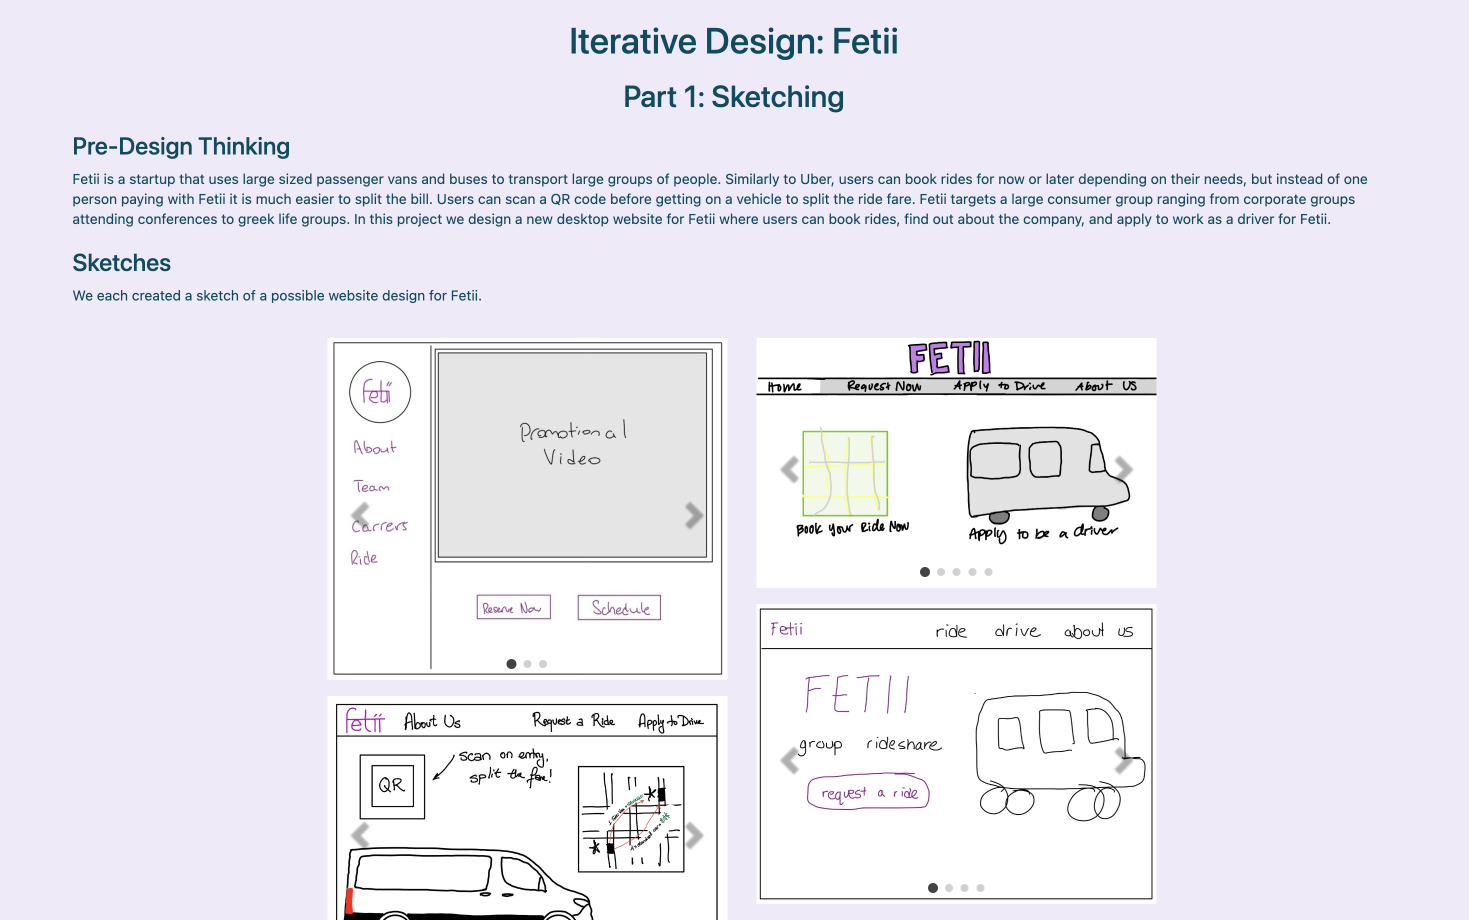 Iterative Design: Fetii
Part 1: Sketching
Pre-Design Thinking
Fetii is a startup that uses large sized passenger vans and buses to transport large groups of people. Similarly to Uber, users can book rides for now or later depending on their needs, but instead of one
person paying with Fetii it is much easier to split the bill. Users can scan a QR code before getting on a vehicle to split the ride fare. Fetii targets a large consumer group ranging from corporate groups
attending conferences to greek life groups. In this project we design a new desktop website for Fetii where users can book rides, find out about the company, and apply to work as a driver for Fetii.
Sketches
We each created a sketch of a possible website design for Fetii.
Fetii
About
Team
Carrers
Ride
Promotional
Video
Reserve Now
Schedule
FETII
Home Request Now Apply to Drive About US
Book your Ride Now
Apply to be a driver
fetii About Us Request a Ride Apply to Drive
QR
scan on entry,
split the fare!
Fetii ride drive about us
FETII
group rideshare
request a ride